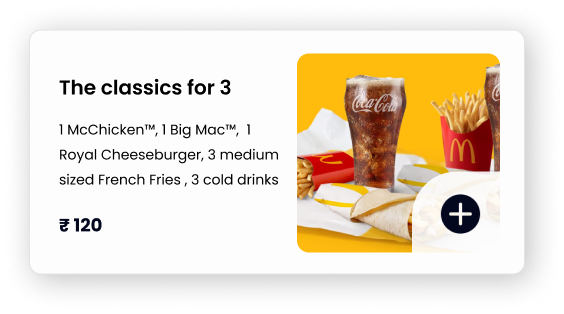 The classics for 3
1 McChicken™, 1 Big Mac™, 1
Royal Cheeseburger, 3 medium
sized French Fries , 3 cold drinks
₹ 120
Coca-Cola